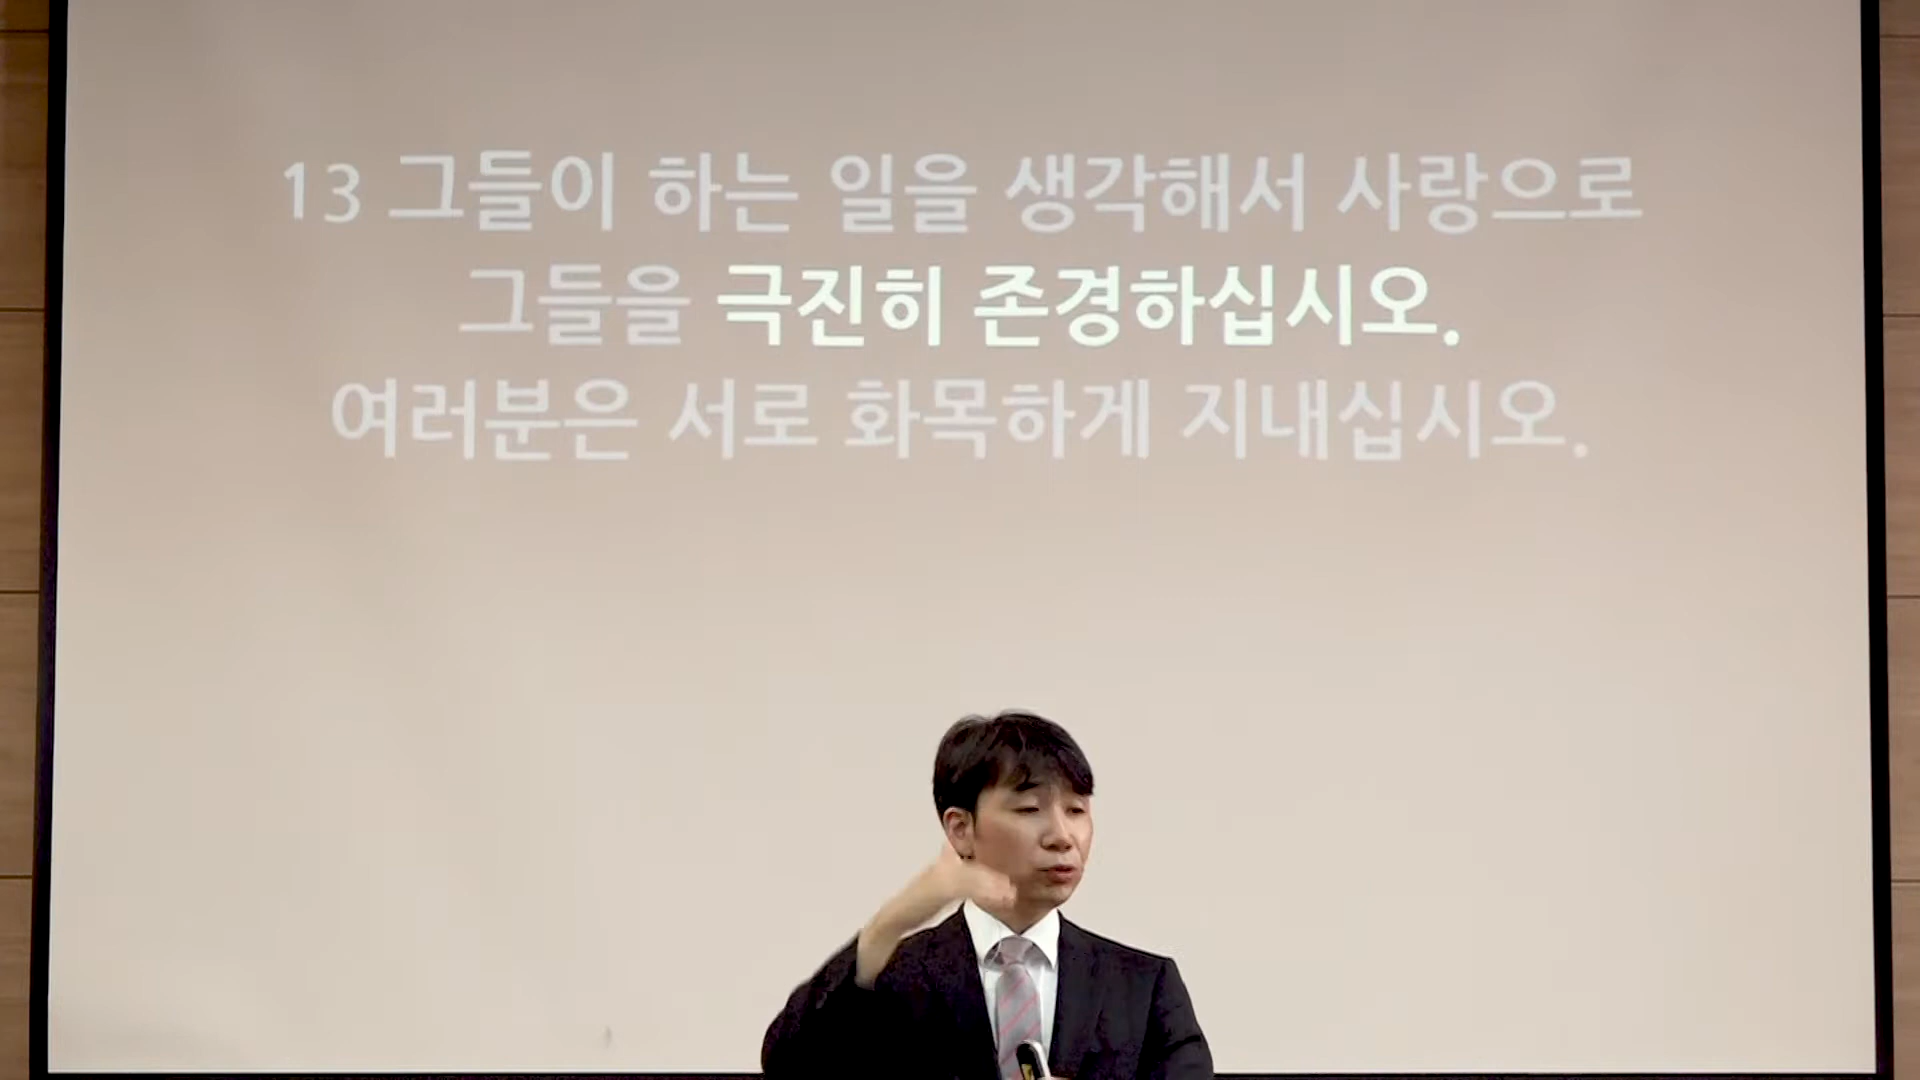 13 그들이 하는 일을 생각해서 사랑으로
그들을 극진히 존경하십시오.
여러분은 서로 화목하게 지내십시오.